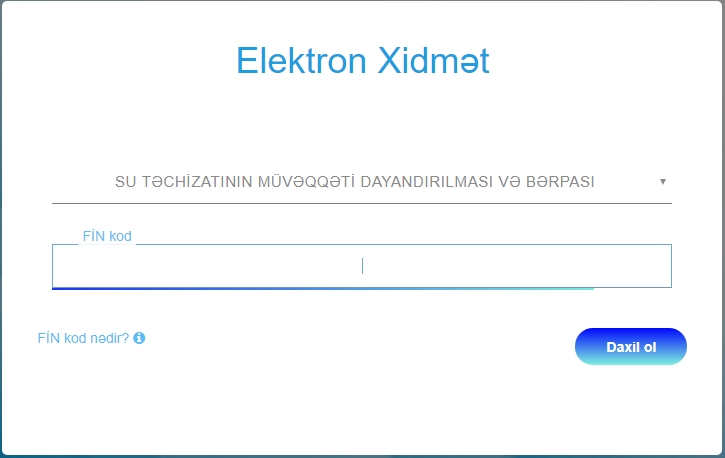 Elektron Xidmət
SU TƏCHİZATININ MÜVƏQQƏTİ DAYANDIRILMASI VƏ BƏRPASI
FİN kod
FİN kod nədir?
Daxil ol